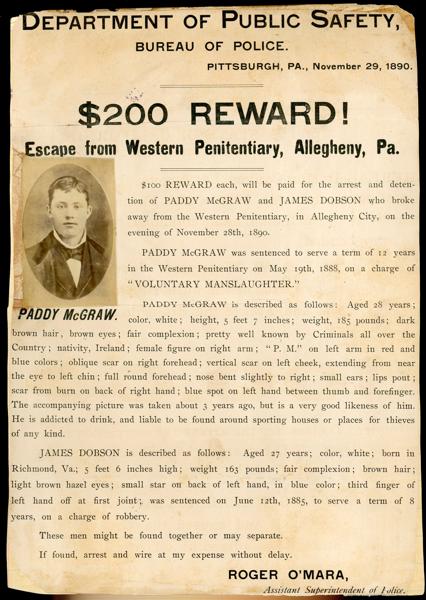 DEPARTMENT OF PUBLIC SAFETY,
BUREAU OF POLICE.
PITTSBURGH, PA., November 29, 1890.
$200 REWARD!
Escape from Western Penitentiary, Allegheny, Pa.
$100 REWARD each, will be paid for the arrest and deten-
tion of PADDY McGRAW and JAMES DOBSON who broke
away from the Western Penitentiary, in Allegheny City, on the
evening of November 28th, 1890.
PADDY McGRAW was sentenced to serve a term of 12 years
in the Western Penitentiary on May 19th, 1888, on a charge of
"VOLUNTARY MANSLAUGHTER."
PADDY McGRAW.
PADDY McGRAW is described as follows: Aged 28 years;
color, white; height, 5 feet 7 inches; weight, 185 pounds; dark
brown hair, brown eyes; fair complexion; pretty well known by Criminals all over the
Country; nativity, Ireland; female figure on right arm; "P. M." on left arm in red and
blue colors; oblique scar on right forehead; vertical scar on left cheek, extending from near
the eye to left chin; full round forehead; nose bent slightly to right; small ears; lips pout;
scar from burn on back of right hand; blue spot on left hand between thumb and forefinger.
The accompanying picture was taken about 3 years ago, but is a very good likeness of him.
He is addicted to drink, and liable to be found around sporting houses or places for thieves
of any kind.
JAMES DOBSON is described as follows: Aged 27 years; color, white; born in
Richmond, Va.; 5 feet 6 inches high; weight 163 pounds; fair complexion; brown hair;
light brown hazel eyes; small star on back of left hand, in blue color; third finger of
left hand off at first joint; was sentenced on June 12th, 1885, to serve a term of 8
years, on a charge of robbery.
These men might be found together or may separate.
If found, arrest and wire at my expense without delay.
ROGER O'MARA,
Assistant Superintendent of Police.